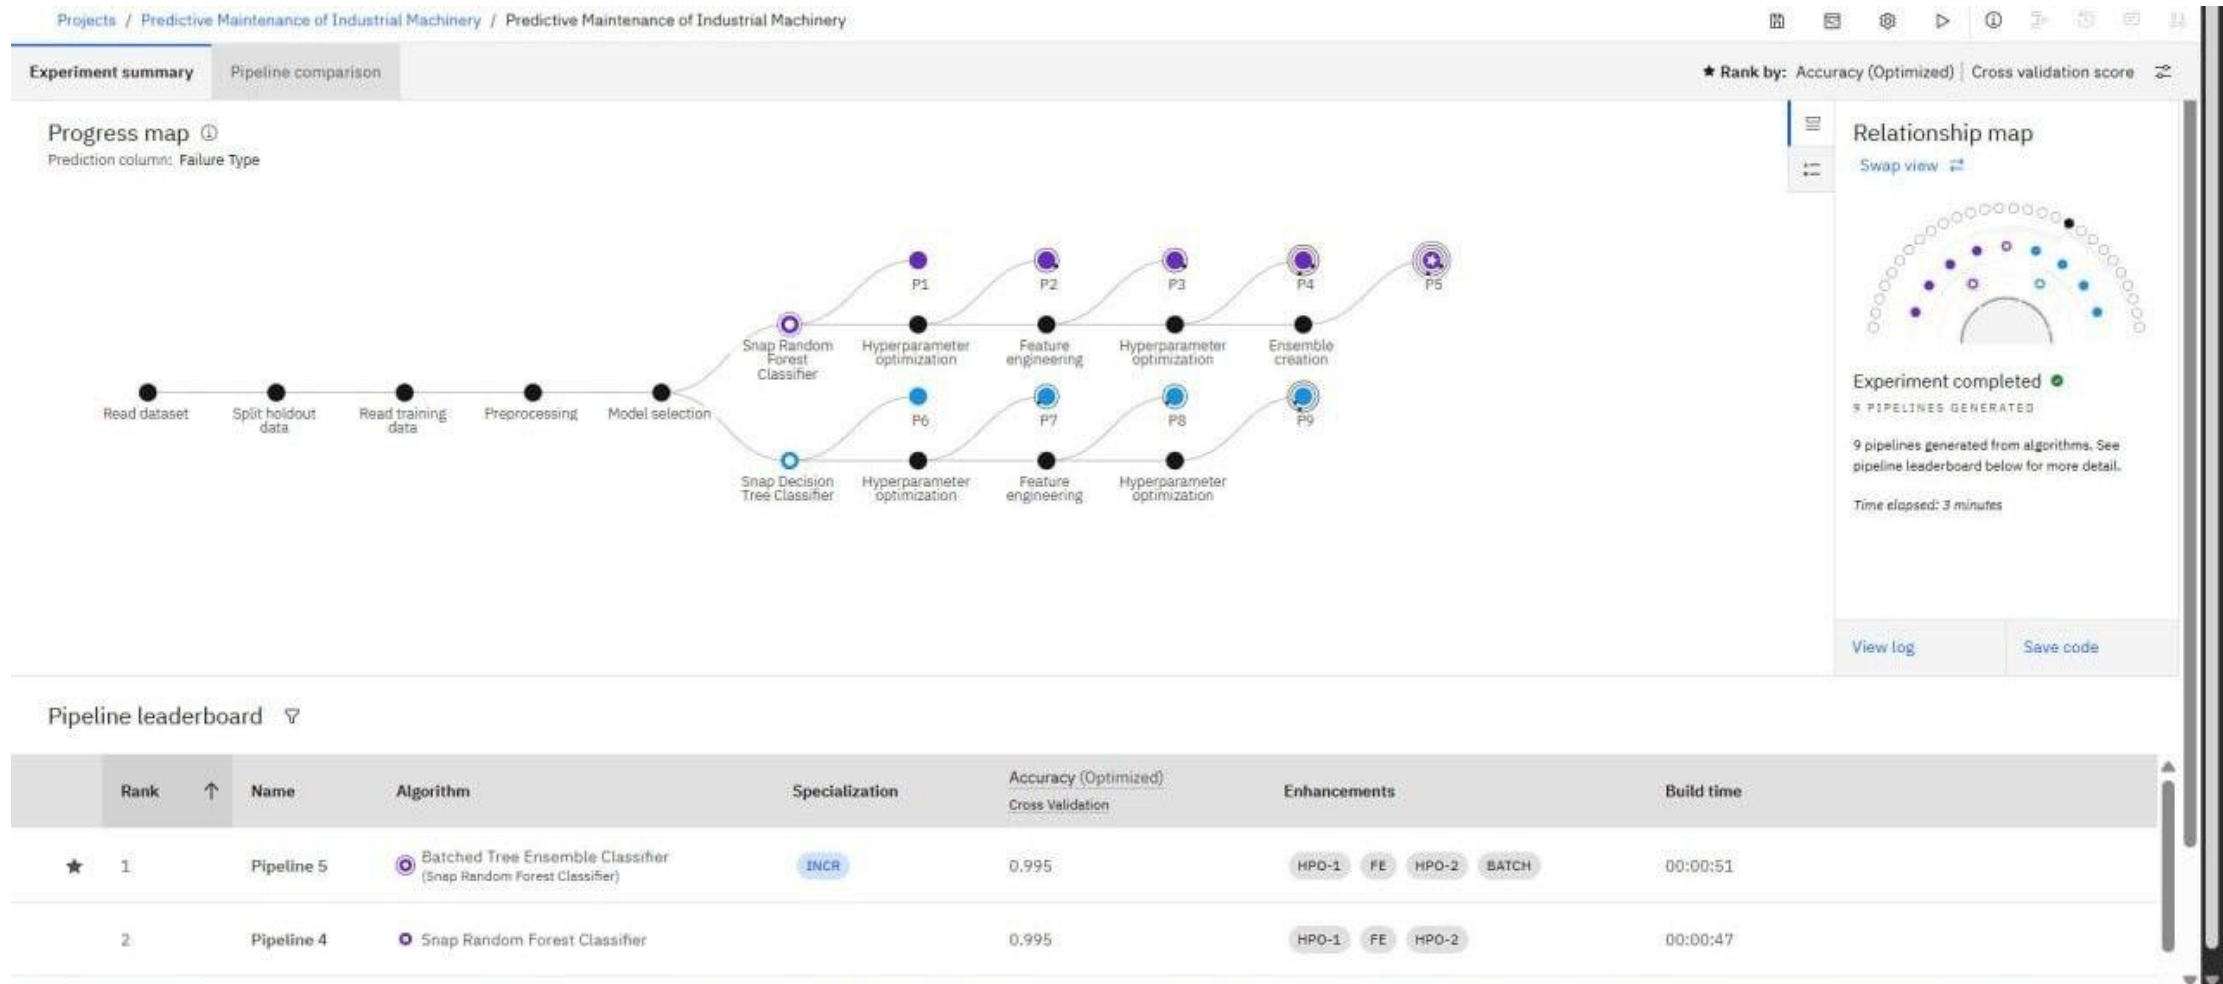 Projects / Predictive Maintenance of Industrial Machinery / Predictive Maintenance of Industrial Machinery
Experiment summary
Pipeline comparison
★ Rank by: Accuracy (Optimized) | Cross validation score
Progress map
Prediction column: Failure Type
Relationship map
Swap view
P1
P2
P3
P4
P5
Snap Random
Forest
Classifier
Hyperparameter
optimization
Feature
engineering
Hyperparameter
optimization
Ensemble
creation
Read dataset
Split holdout
data
Read training
data
Preprocessing
Model selection
P6
P7
P8
P9
Snap Decision
Tree Classifier
Hyperparameter
optimization
Feature
engineering
Hyperparameter
optimization
Experiment completed
9 PIPELINES GENERATED
9 pipelines generated from algorithms. See
pipeline leaderboard below for more detail.
Time elapsed: 3 minutes
View log
Save code
Pipeline leaderboard
Rank ↑ Name Algorithm Specialization Accuracy (Optimized) Enhancements Build time
Cross Validation
★ 1 Pipeline 5 Batched Tree Ensemble Classifier INCR 0.995 HPO-1 FE HPO-2 BATCH 00:00:51
(Snap Random Forest Classifier)
2 Pipeline 4 Snap Random Forest Classifier 0.995 HPO-1 FE HPO-2 00:00:47